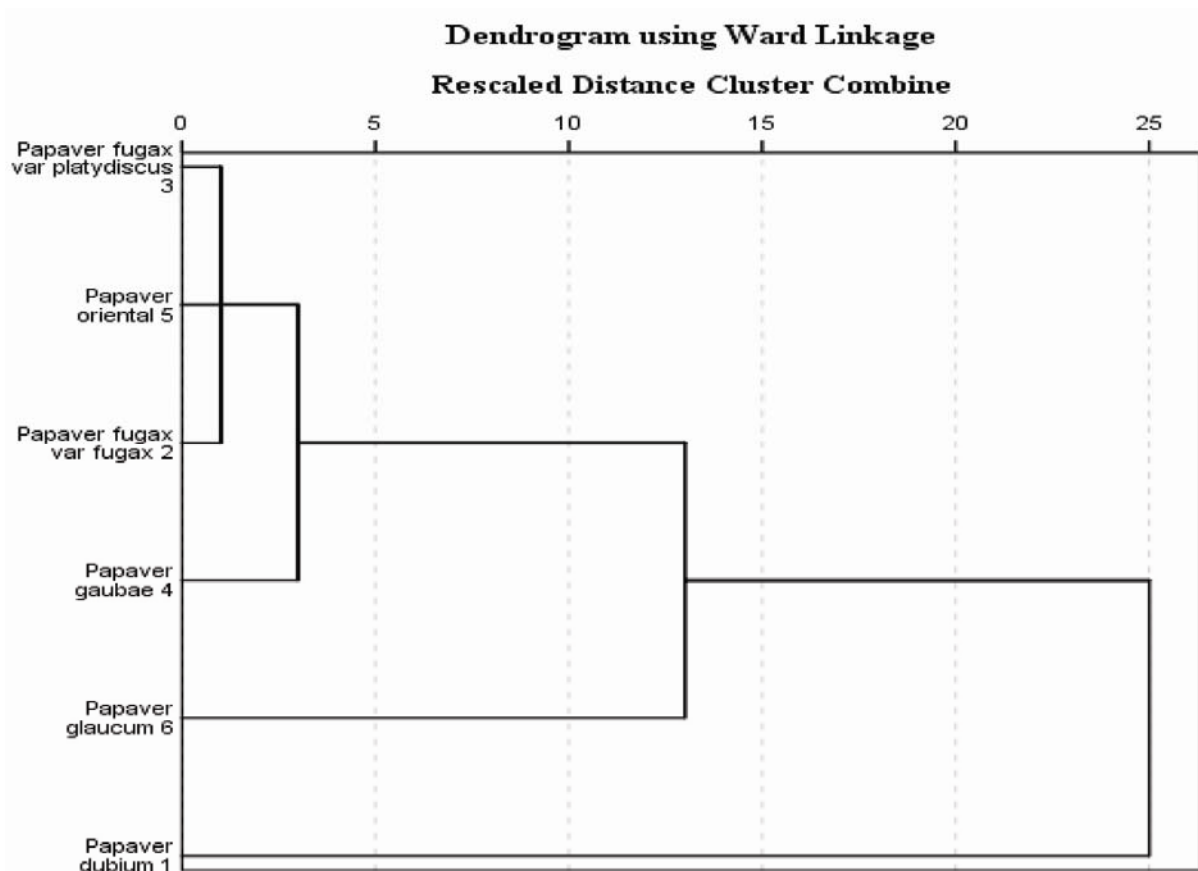 Dendrogram using Ward Linkage
Rescaled Distance Cluster Combine
0 5 10 15 20 25
Papaver fugax
var platydiscus
3
Papaver
oriental 5
Papaver fugax
var fugax 2
Papaver
gaubae 4
Papaver
glaucum 6
Papaver
dubium 1